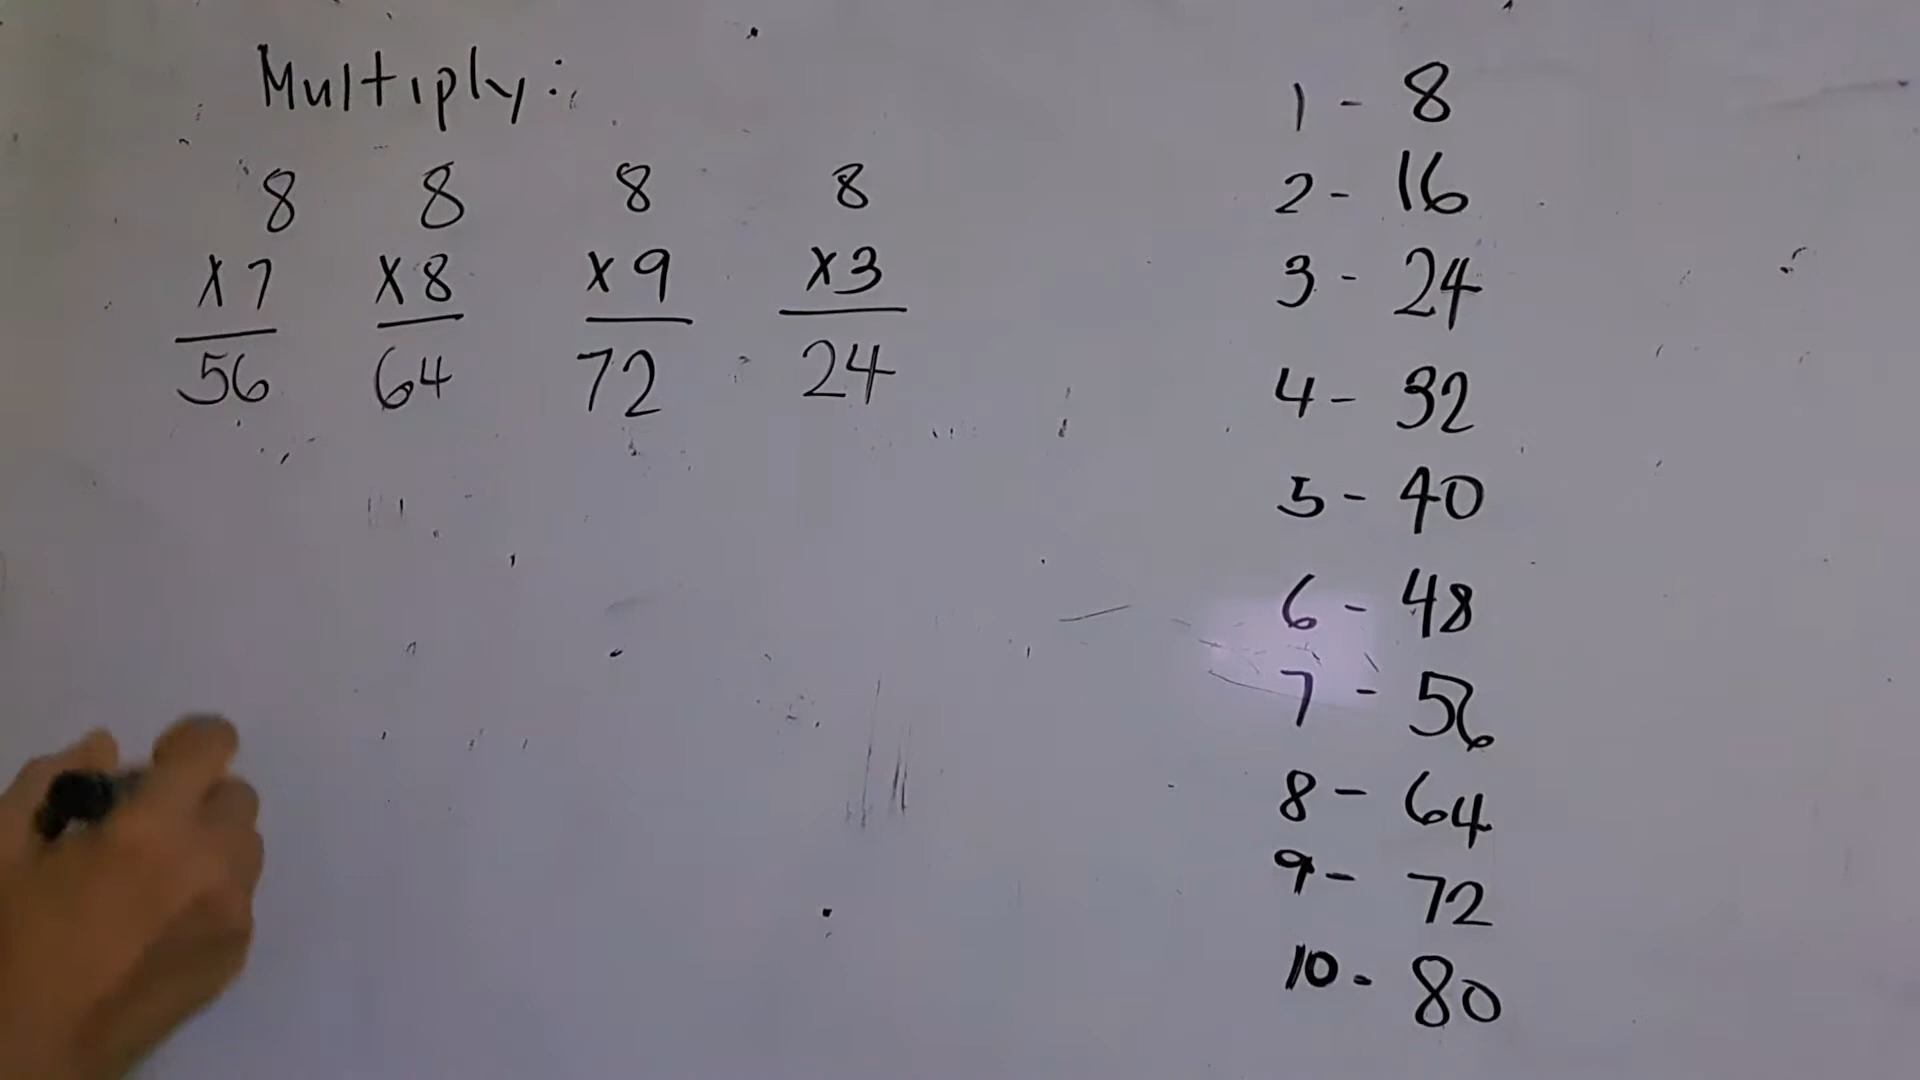 Multiply:
8 8 8 8
x7 x8 x9 x3
56 64 72 24
1 - 8
2 - 16
3 - 24
4 - 32
5 - 40
6 - 48
7 - 56
8 - 64
9 - 72
10 - 80